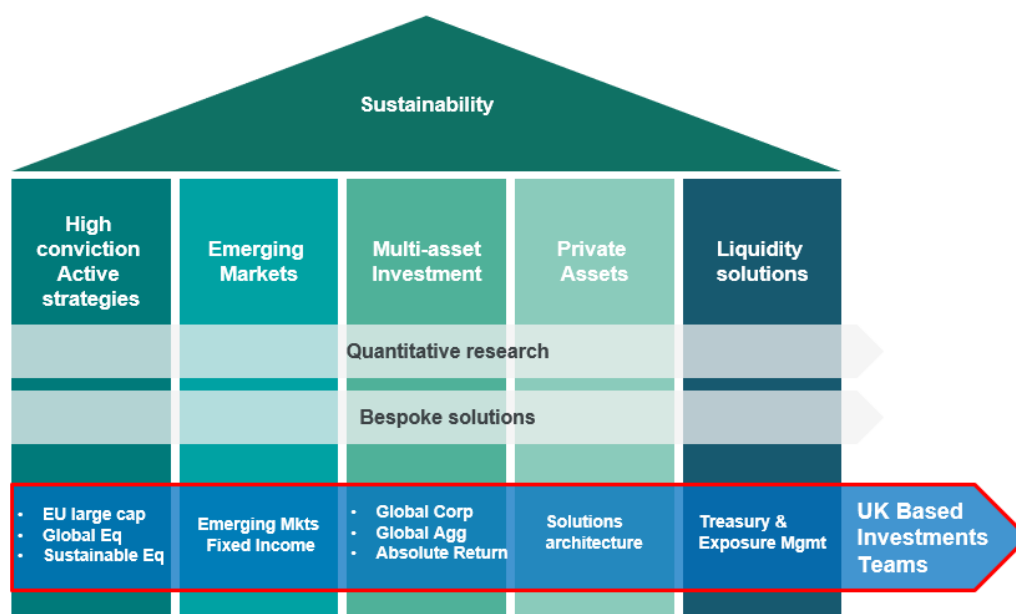 Sustainability
High
conviction
Active
strategies
Emerging
Markets
Multi-asset
Investment
Private
Assets
Liquidity
solutions
Quantitative research
Bespoke solutions
• EU large cap
• Global Eq
• Sustainable Eq
Emerging Mkts
Fixed Income
• Global Corp
• Global Agg
• Absolute Return
Solutions
architecture
Treasury &
Exposure Mgmt
UK Based
Investments
Teams